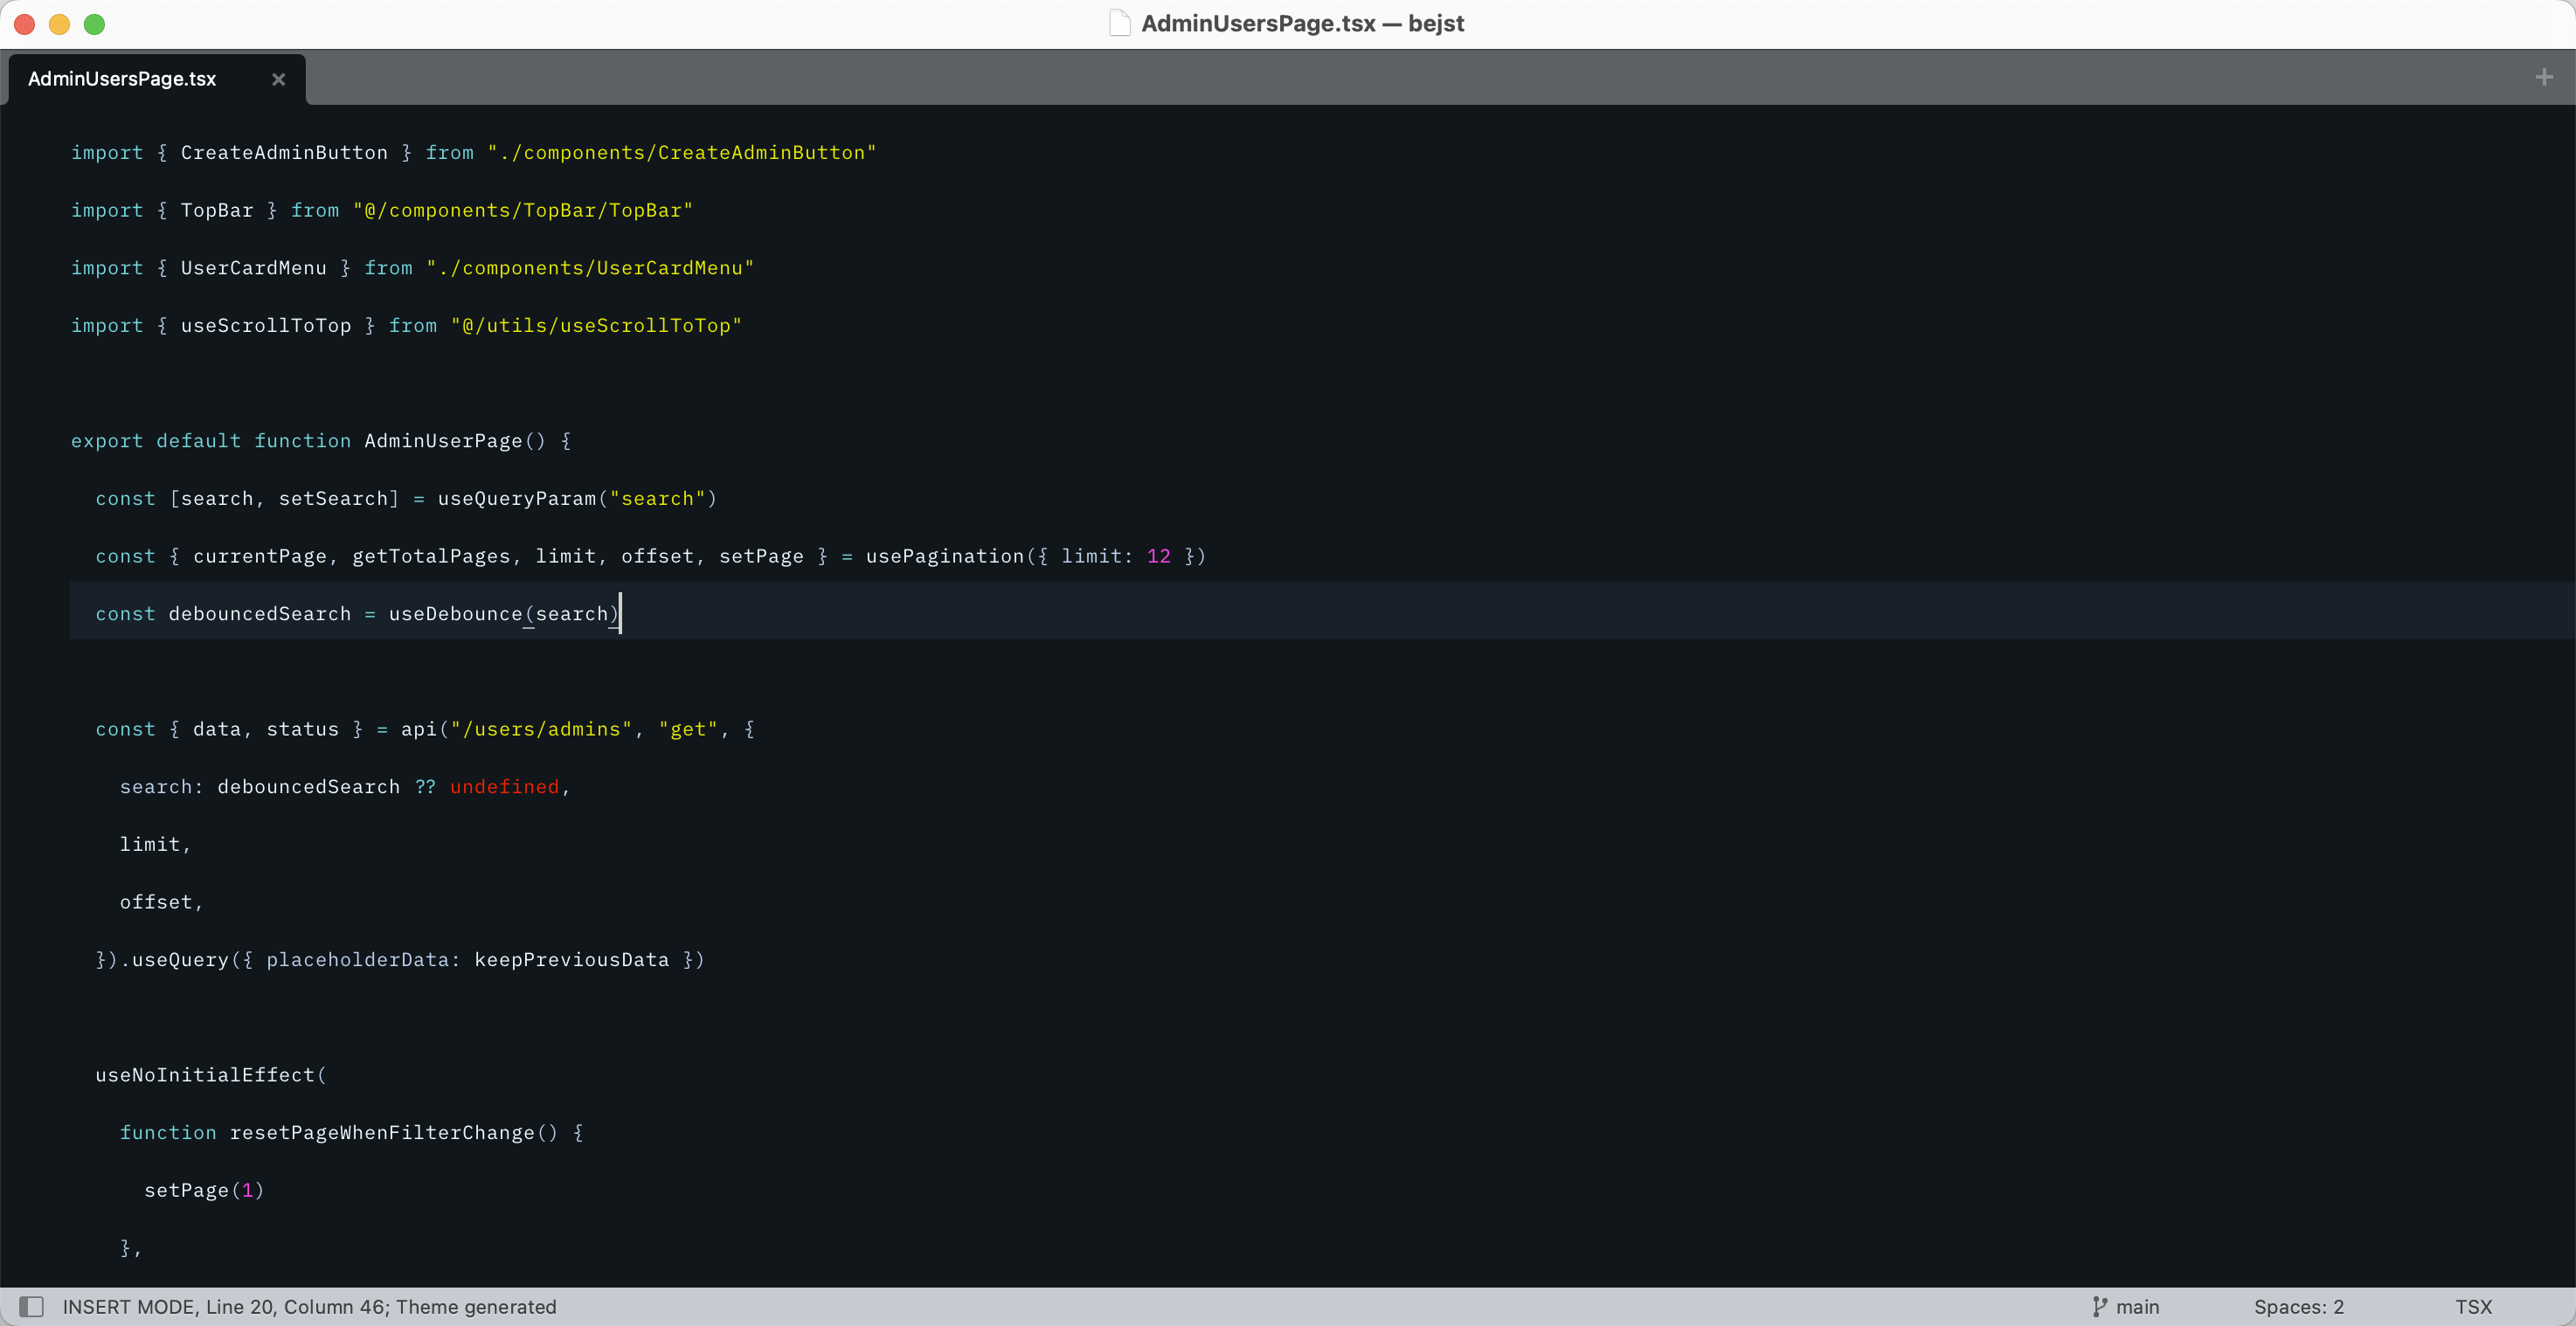 AdminUsersPage.tsx — bejst
AdminUsersPage.tsx
import { CreateAdminButton } from "./components/CreateAdminButton"
import { TopBar } from "@/components/TopBar/TopBar"
import { UserCardMenu } from "./components/UserCardMenu"
import { useScrollToTop } from "@/utils/useScrollToTop"
export default function AdminUserPage() {
  const [search, setSearch] = useQueryParam("search")
  const { currentPage, getTotalPages, limit, offset, setPage } = usePagination({ limit: 12 })
  const debouncedSearch = useDebounce(search)
  const { data, status } = api("/users/admins", "get", {
    search: debouncedSearch ?? undefined,
    limit,
    offset,
  }).useQuery({ placeholderData: keepPreviousData })
  useNoInitialEffect(
    function resetPageWhenFilterChange() {
      setPage(1)
    },
INSERT MODE, Line 20, Column 46; Theme generated
main
Spaces: 2
TSX